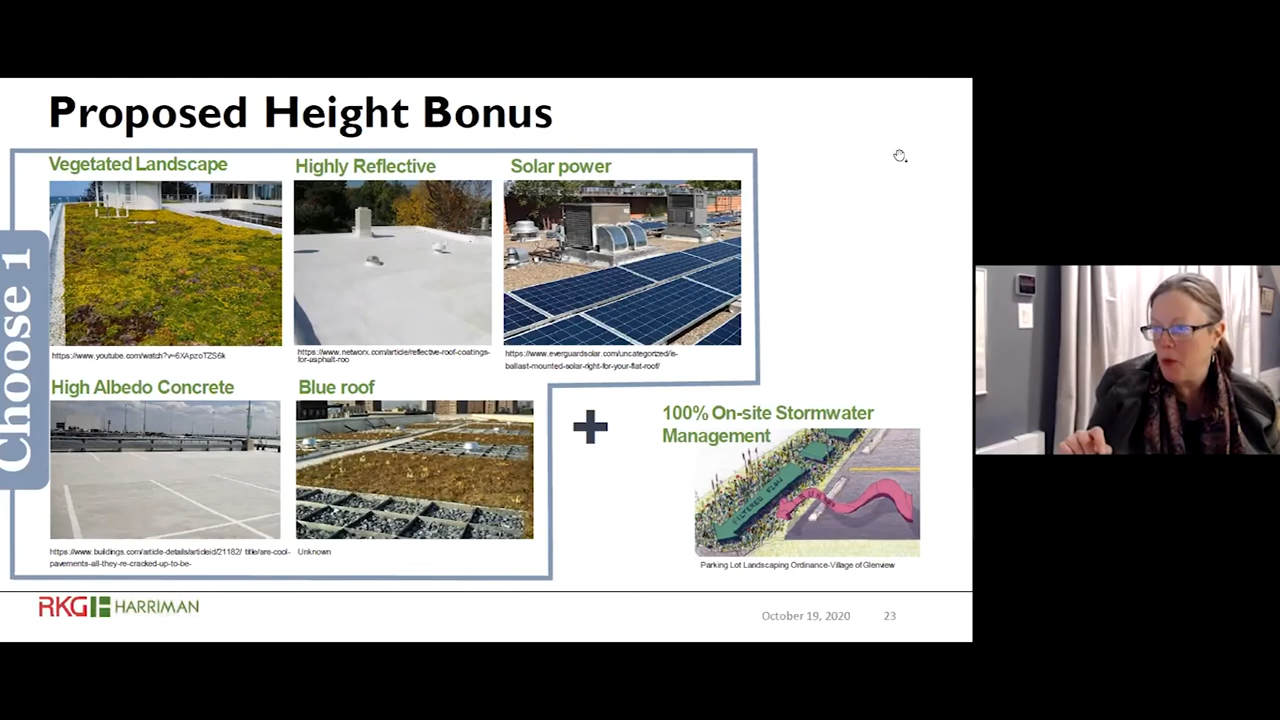 Proposed Height Bonus
Choose 1
Vegetated Landscape
Highly Reflective
Solar power
https://www.youtube.com/watch?v=6XApzoTZS6k
https://www.networx.com/article/reflective-roof-coatings-
for-asphalt-roo
https://www.everguardsolar.com/uncategorized/is-
ballast-mounted-solar-right-for-your-flat-roof/
High Albedo Concrete
Blue roof
https://www.buildings.com/article-details/articleid/21182/ title/are-cool-
pavements-all-they-re-cracked-up-to-be-
Unknown
+
100% On-site Stormwater
Management
Parking Lot Landscaping Ordinance-Village of Glenview
RKG HARRIMAN
October 19, 2020
23